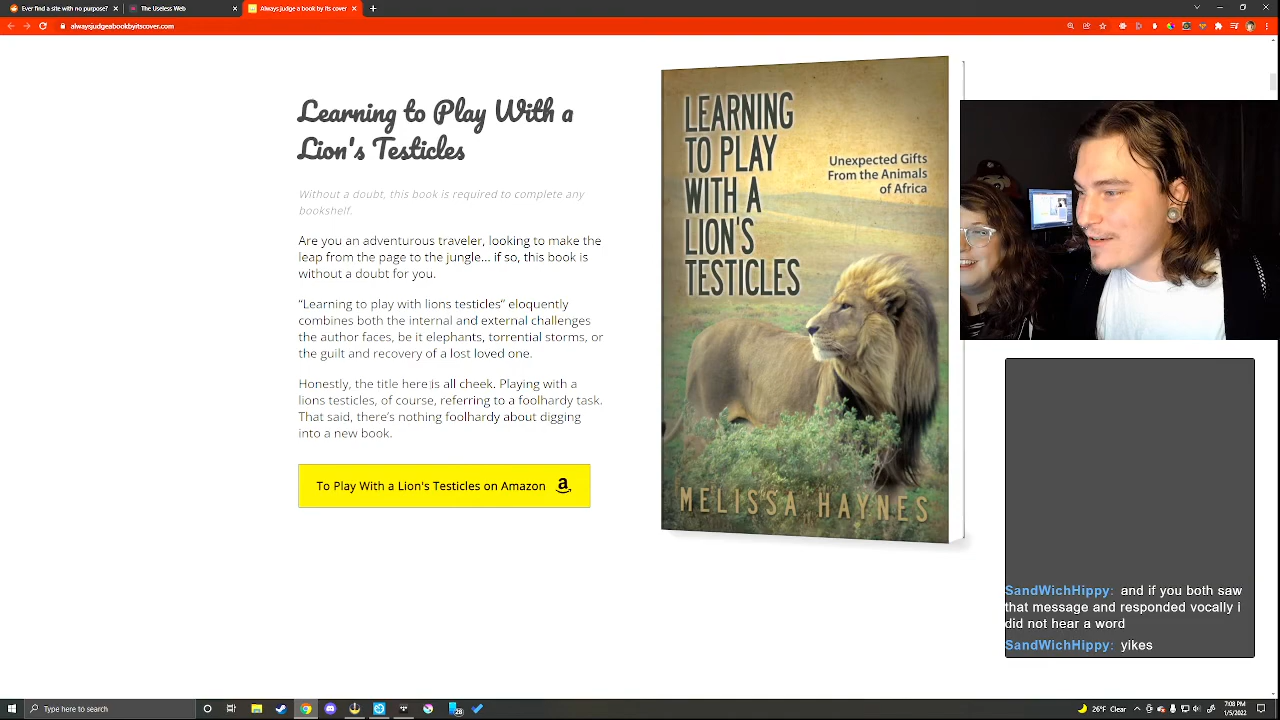 Ever find a site with no purpose?
The Useless Web
Always judge a book by its cover
alwaysjudgeabookbyitscover.com
Learning to Play With a
Lion's Testicles
Without a doubt, this book is required to complete any
bookshelf.
Are you an adventurous traveler, looking to make the
leap from the page to the jungle... if so, this book is
without a doubt for you.
“Learning to play with lions testicles” eloquently
combines both the internal and external challenges
the author faces, be it elephants, torrential storms, or
the guilt and recovery of a lost loved one.
Honestly, the title here is all cheek. Playing with a
lions testicles, of course, referring to a foolhardy task.
That said, there’s nothing foolhardy about digging
into a new book.
To Play With a Lion's Testicles on Amazon
LEARNING
TO PLAY
WITH A
LION'S
TESTICLES
Unexpected Gifts
From the Animals
of Africa
MELISSA HAYNES
SandWichHippy: and if you both saw
that message and responded vocally i
did not hear a word
SandWichHippy: yikes
Type here to search
28
26°F Clear
7:08 PM
1/5/2022